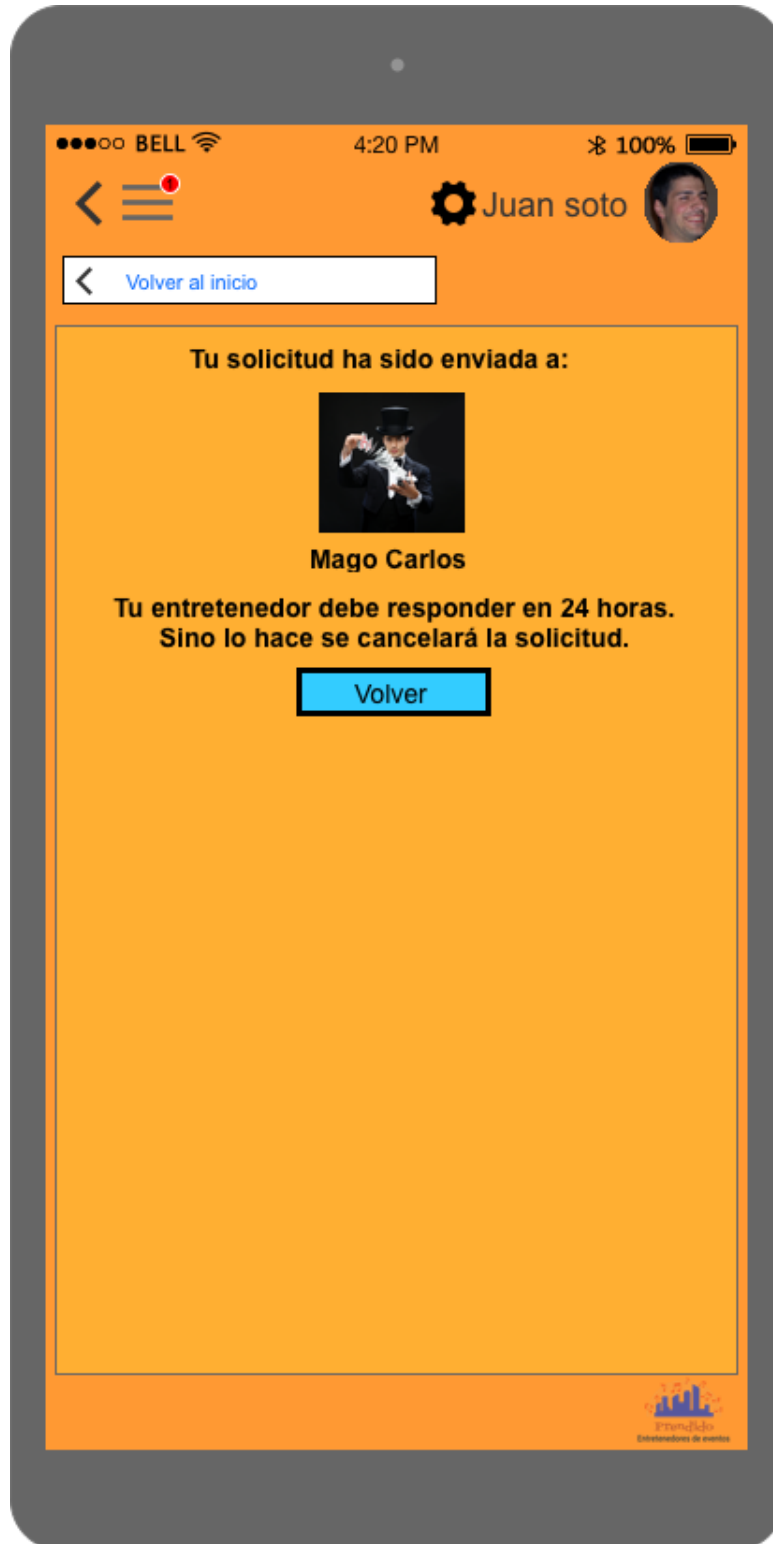 BELL 4:20 PM 100%
Juan soto
Volver al inicio
Tu solicitud ha sido enviada a:
Mago Carlos
Tu entretenedor debe responder en 24 horas.
Sino lo hace se cancelará la solicitud.
Volver
Prendido
Entretenedores de eventos